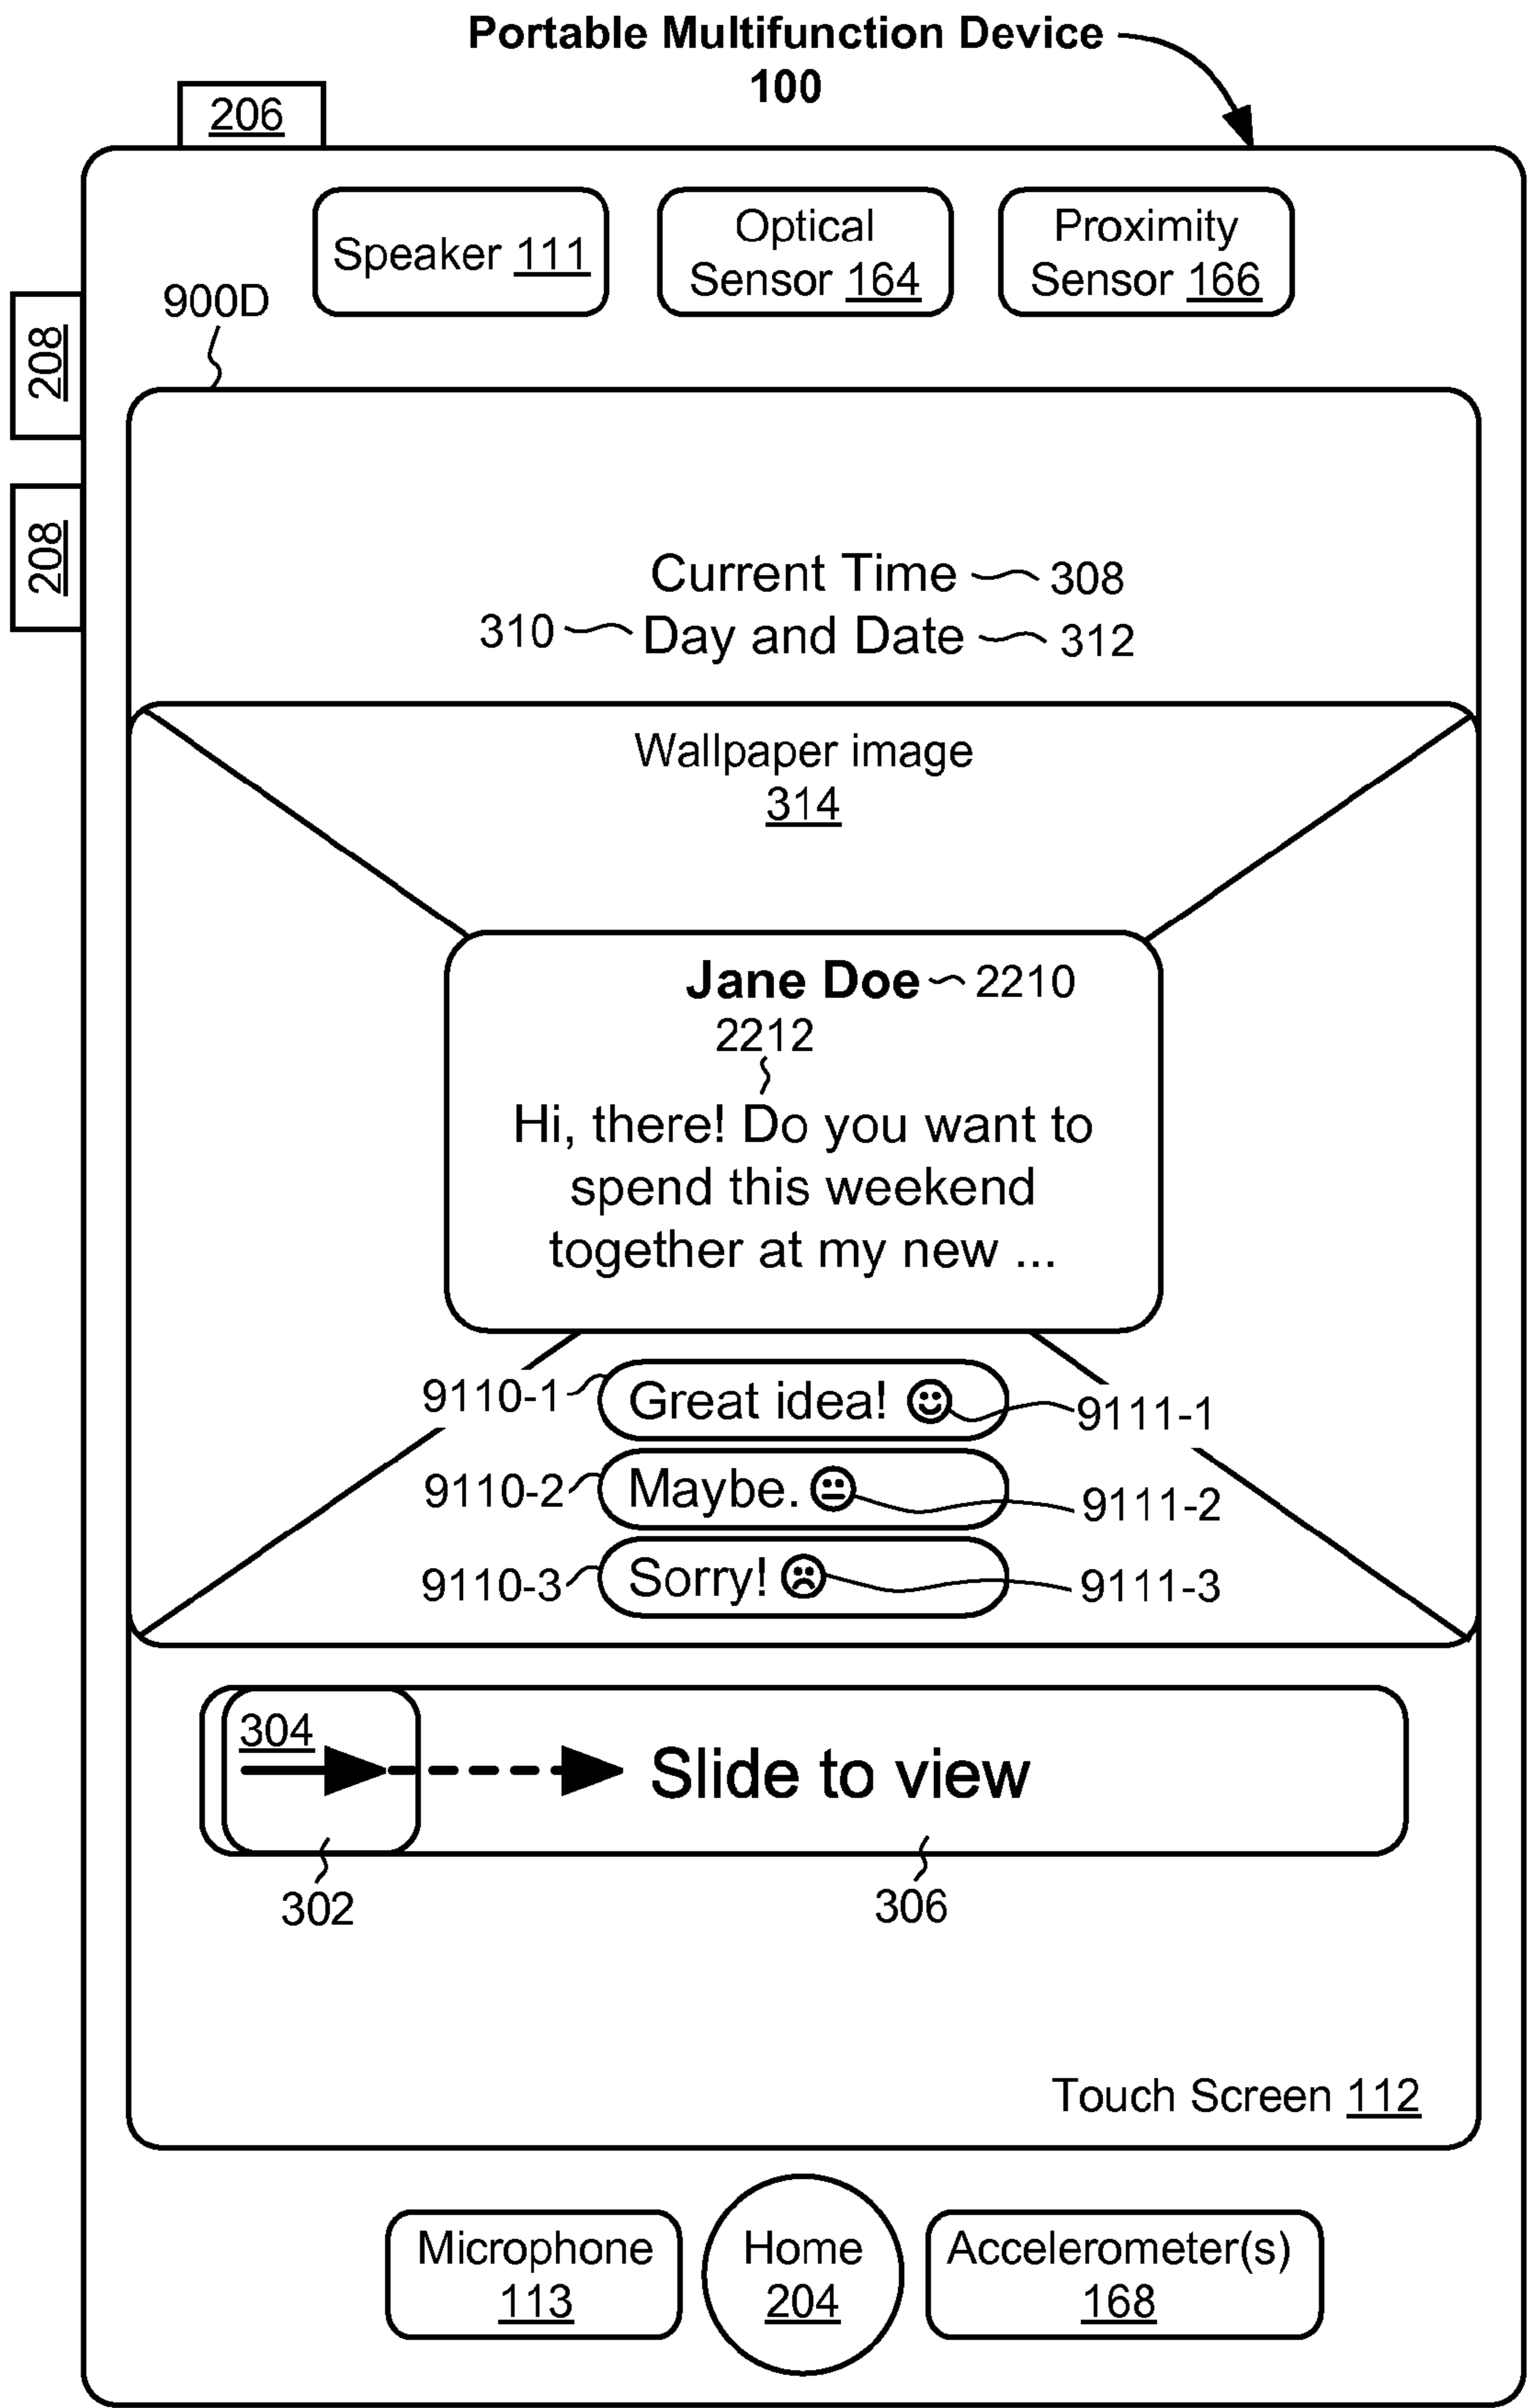 Portable Multifunction Device
100
206
Speaker 111
Optical
Sensor 164
Proximity
Sensor 166
900D
208
208
Current Time 308
310 Day and Date 312
Wallpaper image
314
Jane Doe 2210
2212
Hi, there! Do you want to
spend this weekend
together at my new ...
9110-1 Great idea! 9111-1
9110-2 Maybe. 9111-2
9110-3 Sorry! 9111-3
304
Slide to view
302
306
Touch Screen 112
Microphone
113
Home
204
Accelerometer(s)
168